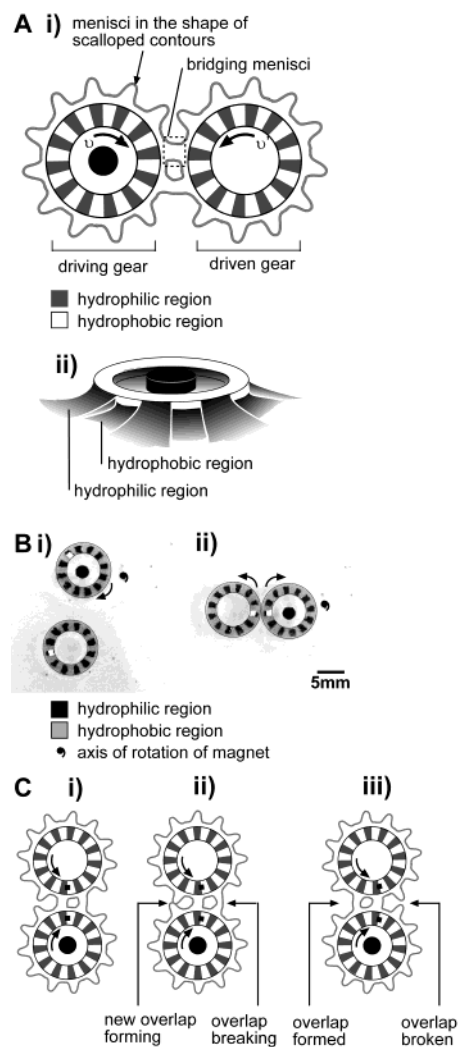 A i)
menisci in the shape of
scalloped contours
bridging menisci
υ
υ'
driving gear
driven gear
hydrophilic region
hydrophobic region
ii)
hydrophobic region
hydrophilic region
B i)
ii)
5mm
hydrophilic region
hydrophobic region
axis of rotation of magnet
C i)
ii)
iii)
new overlap
forming
overlap
breaking
overlap
formed
overlap
broken